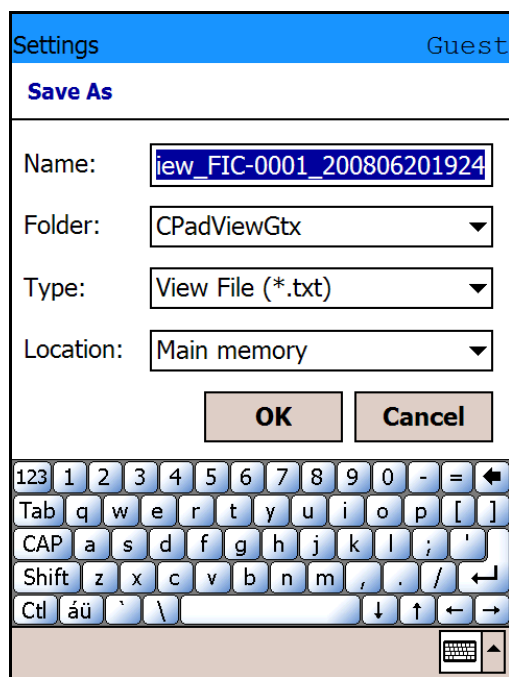 Settings Guest
Save As
Name: iew_FIC-0001_200806201924
Folder: CPadViewGtx
Type: View File (*.txt)
Location: Main memory
OK Cancel
123 1 2 3 4 5 6 7 8 9 0 - =
Tab q w e r t y u i o p [ ]
CAP a s d f g h j k l ; '
Shift z x c v b n m , . /
Ctl áü ` \ ↓ ↑ ← →